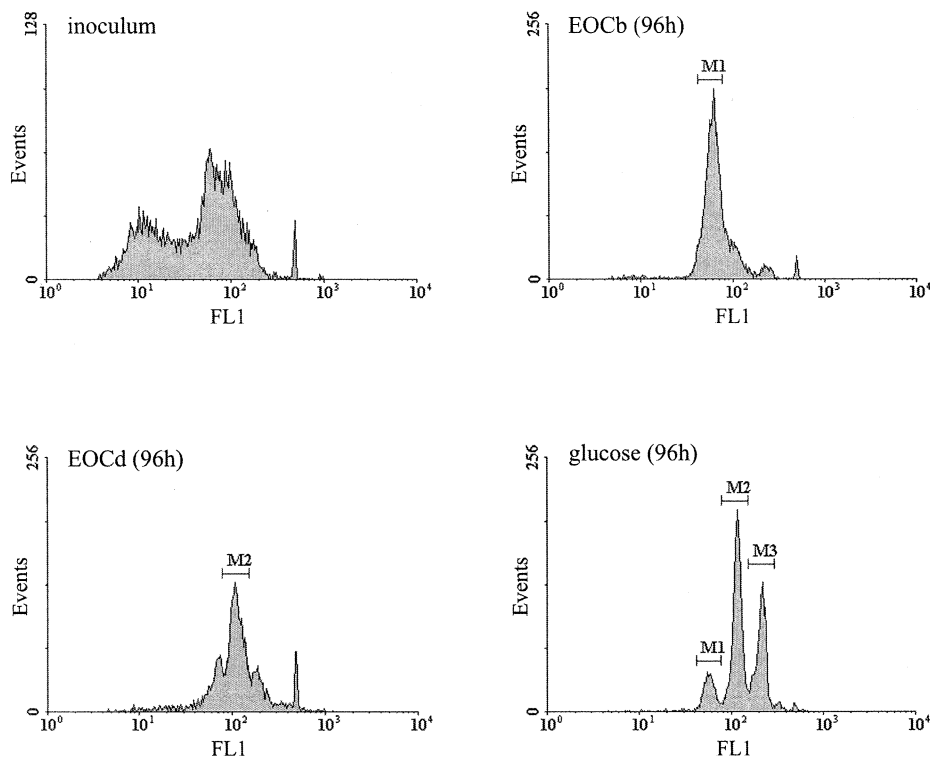 inoculum
128
Events
0
10⁰ 10¹ 10² 10³ 10⁴
FL1
EOCb (96h)
256
M1
Events
0
10⁰ 10¹ 10² 10³ 10⁴
FL1
EOCd (96h)
256
M2
Events
0
10⁰ 10¹ 10² 10³ 10⁴
FL1
glucose (96h)
256
M2
M3
M1
Events
0
10⁰ 10¹ 10² 10³ 10⁴
FL1